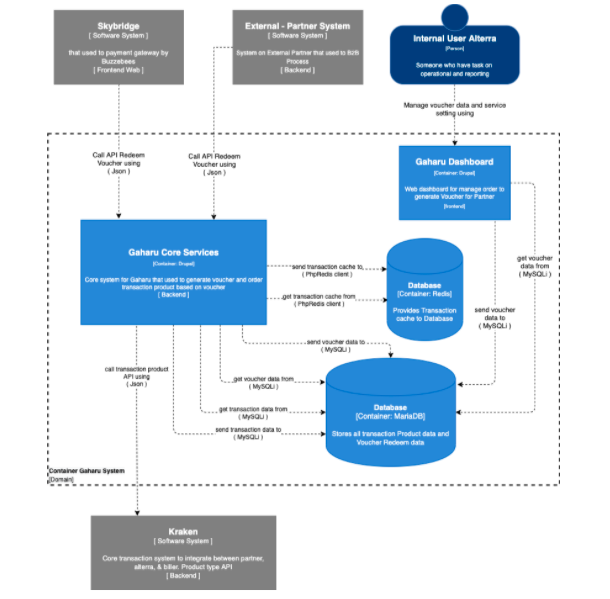 Skybridge
[ Software System ]
that used to payment gateway by
Buzzebees
[ Frontend Web ]
External - Partner System
[ Software System ]
System on External Partner that used to B2B
Process
[ Backend ]
Internal User Alterra
[Person]
Someone who have task on
operational and reporting
Manage voucher data and service
setting using
Call API Redeem
Voucher using
( Json )
Call API Redeem
Voucher using
( Json )
Gaharu Dashboard
[Container: Drupal]
Web dashboard for manage order to
generate Voucher for Partner
[frontend]
Gaharu Core Services
[Container: Drupal]
Core system for Gaharu that used to generate voucher and order
transaction product based on voucher
[ Backend ]
send transaction cache to
( PhpRedis client)
get transaction cache from
( PhpRedis client)
Database
[Container: Redis]
Provides Transaction
cache to Database
get voucher
data from
( MySQLi )
send voucher
data to
( MySQLi )
send voucher data to
( MySQLi )
call transaction product
API using
( Json )
get voucher data from
( MySQLi )
get transaction data from
( MySQLi )
send transaction data to
( MySQLi )
Database
[Container: MariaDB]
Stores all transaction Product data and
Voucher Redeem data
Container Gaharu System
[Domain]
Kraken
[ Software System ]
Core transaction system to integrate between partner,
alterra, & biller. Product type API
[ Backend ]